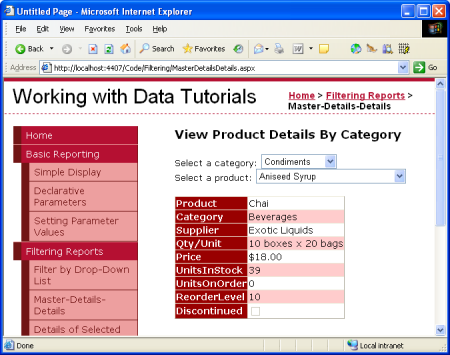 Untitled Page - Microsoft Internet Explorer
File Edit View Favorites Tools Help
Back Search Favorites
Address http://localhost:4407/Code/Filtering/MasterDetailsDetails.aspx Go
Working with Data Tutorials
Home > Filtering Reports >
Master-Details-Details
Home
Basic Reporting
Simple Display
Declarative
Parameters
Setting Parameter
Values
Filtering Reports
Filter by Drop-Down
List
Master-Details-
Details
Details of Selected
View Product Details By Category
Select a category: Condiments
Select a product: Aniseed Syrup
Product Chai
Category Beverages
Supplier Exotic Liquids
Qty/Unit 10 boxes x 20 bags
Price $18.00
UnitsInStock 39
UnitsOnOrder 0
ReorderLevel 10
Discontinued
Done Local intranet